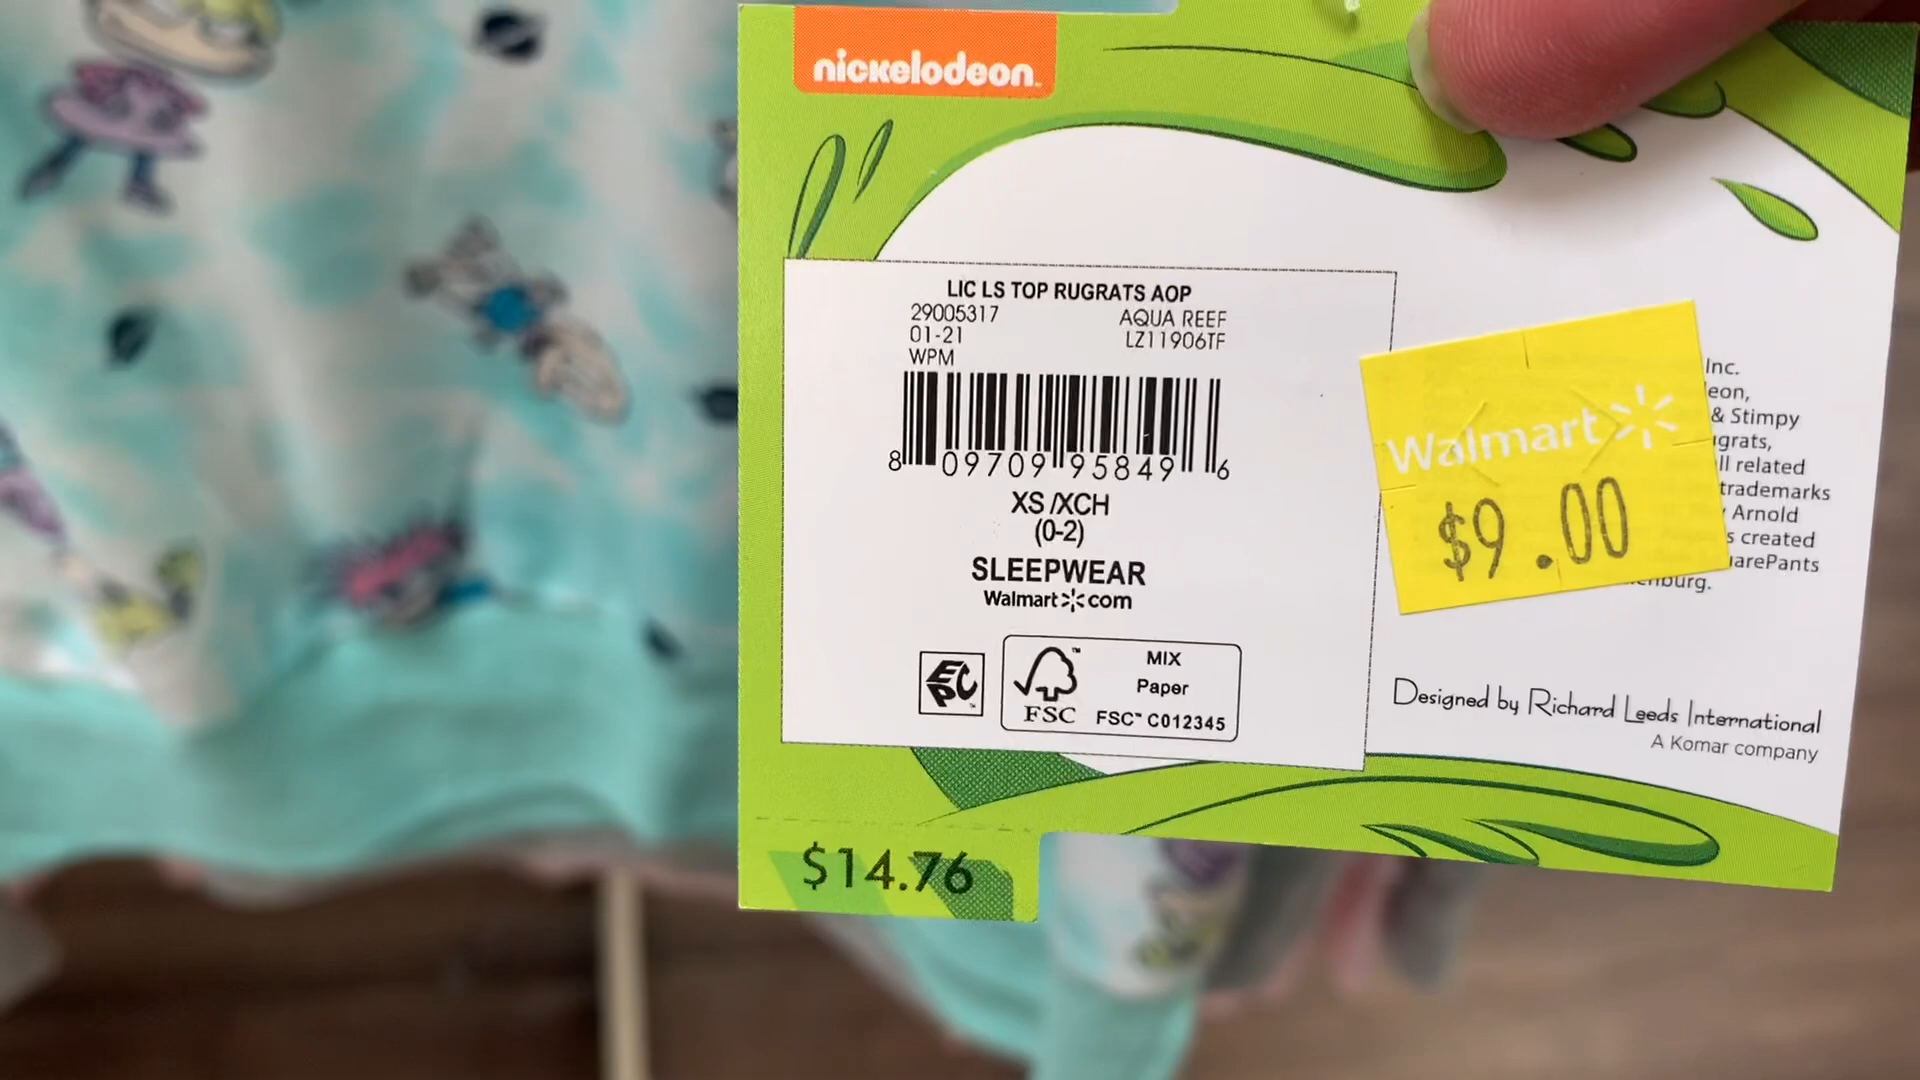 nickelodeon
LIC LS TOP RUGRATS AOP
29005317 AQUA REEF
01-21 LZ11906TF
WPM
8 09709 95849 6
XS/XCH
(0-2)
SLEEPWEAR
Walmart com
EPC
FSC™
MIX
Paper
FSC™ C012345
Walmart
$9.00
Inc.
& Stimpy
related
trademarks
Arnold
created
Designed by Richard Leeds International
A Komar company
$14.76